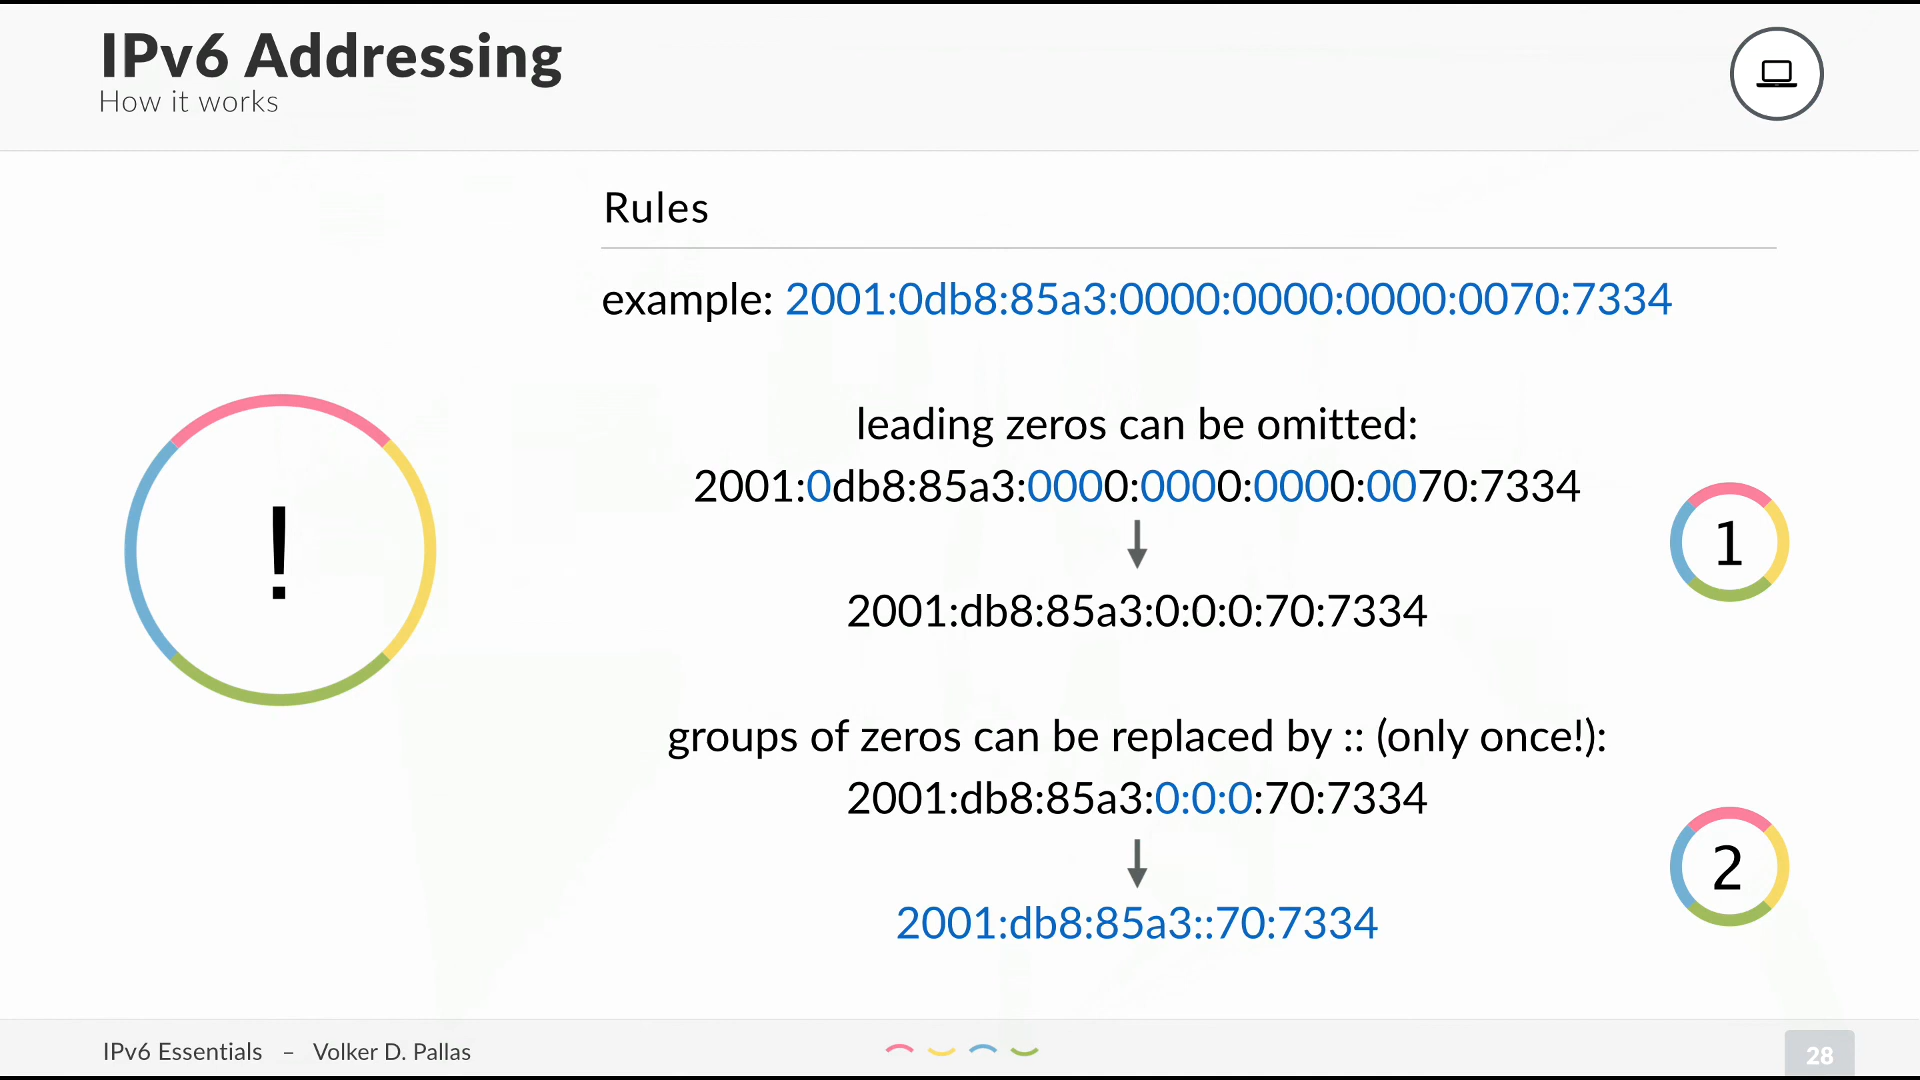 IPv6 Addressing
How it works
Rules
example: 2001:0db8:85a3:0000:0000:0000:0070:7334
leading zeros can be omitted:
2001:0db8:85a3:0000:0000:0000:0070:7334
2001:db8:85a3:0:0:0:70:7334
1
!
groups of zeros can be replaced by :: (only once!):
2001:db8:85a3:0:0:0:70:7334
2001:db8:85a3::70:7334
2
IPv6 Essentials – Volker D. Pallas
28